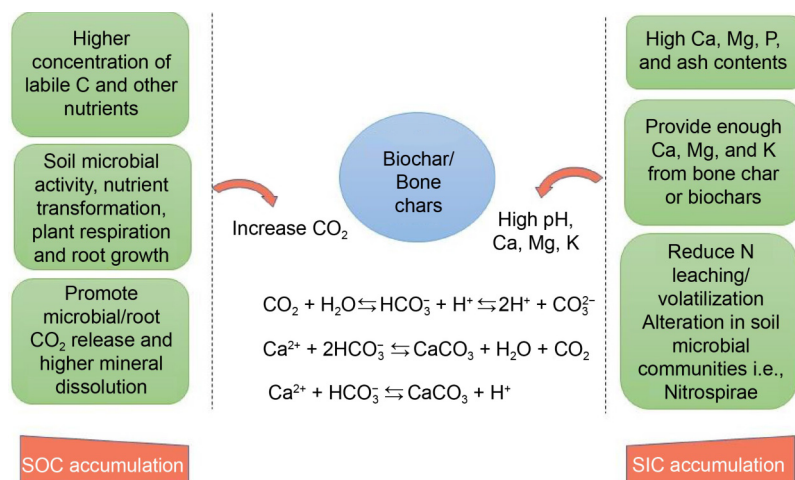 Higher
concentration of
labile C and other
nutrients
Soil microbial
activity, nutrient
transformation,
plant respiration
and root growth
Promote
microbial/root
CO₂ release and
higher mineral
dissolution
SOC accumulation
Biochar/
Bone
chars
Increase CO₂
High pH,
Ca, Mg, K
CO₂ + H₂O ⇆ HCO₃⁻ + H⁺ ⇆ 2H⁺ + CO₃²⁻
Ca²⁺ + 2HCO₃⁻ ⇆ CaCO₃ + H₂O + CO₂
Ca²⁺ + HCO₃⁻ ⇆ CaCO₃ + H⁺
High Ca, Mg, P,
and ash contents
Provide enough
Ca, Mg, and K
from bone char
or biochars
Reduce N
leaching/
volatilization
Alteration in soil
microbial
communities i.e.,
Nitrospirae
SIC accumulation